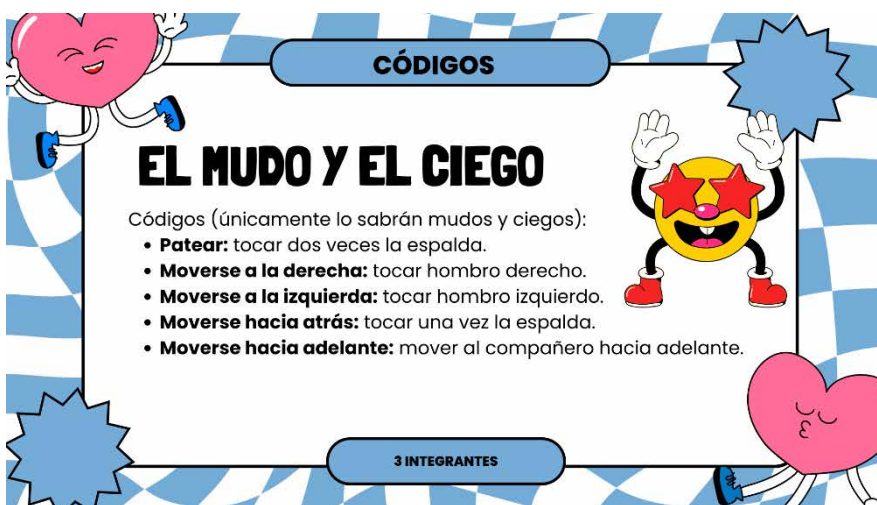 CÓDIGOS
EL MUDO Y EL CIEGO
Códigos (únicamente lo sabrán mudos y ciegos):
• Patear: tocar dos veces la espalda.
• Moverse a la derecha: tocar hombro derecho.
• Moverse a la izquierda: tocar hombro izquierdo.
• Moverse hacia atrás: tocar una vez la espalda.
• Moverse hacia adelante: mover al compañero hacia adelante.
3 INTEGRANTES